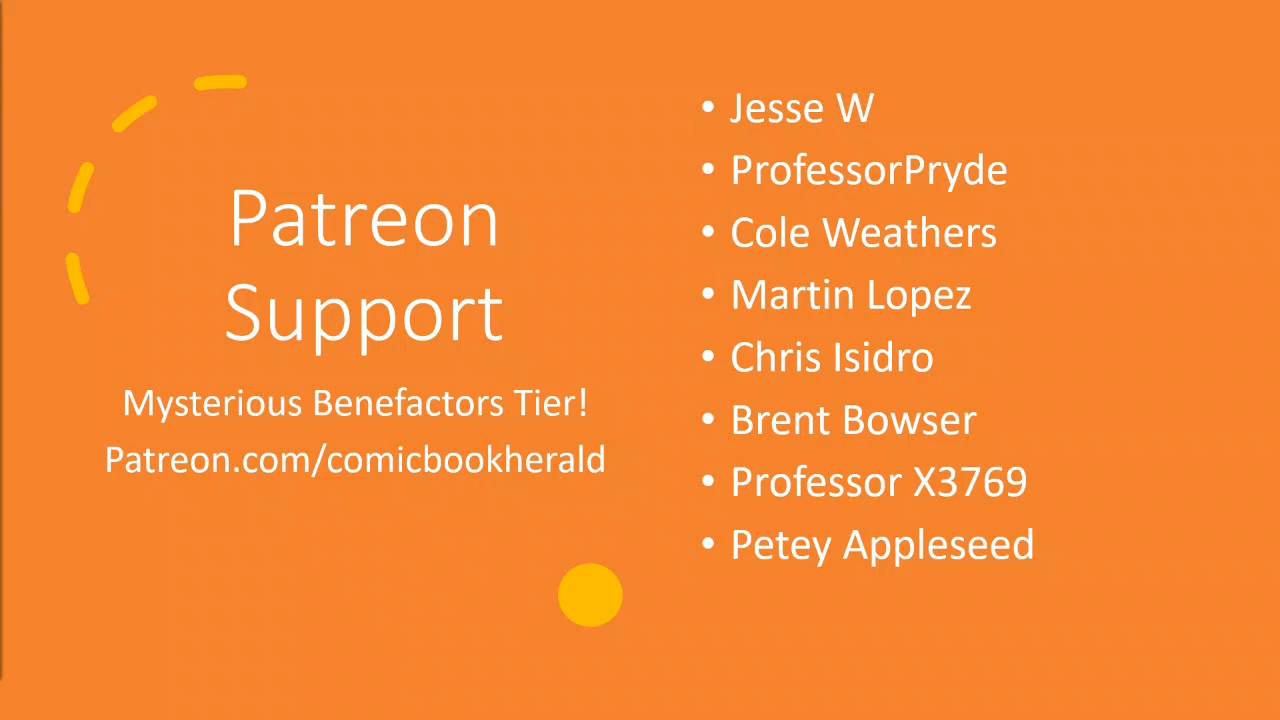 Patreon
Support
Mysterious Benefactors Tier!
Patreon.com/comicbookherald
• Jesse W
• ProfessorPryde
• Cole Weathers
• Martin Lopez
• Chris Isidro
• Brent Bowser
• Professor X3769
• Petey Appleseed